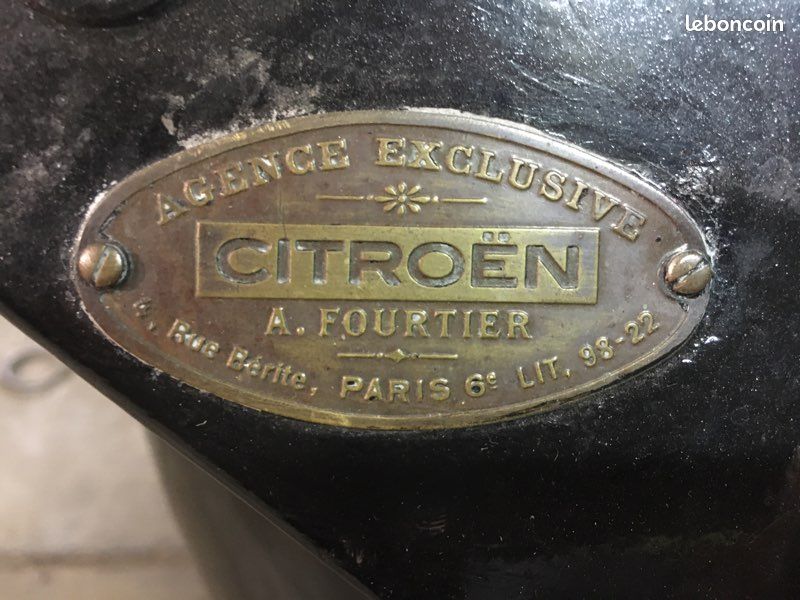 leboncoin
AGENCE EXCLUSIVE
CITROËN
A. FOURTIER
Rue Bérite, PARIS 6e LIT. 98-22